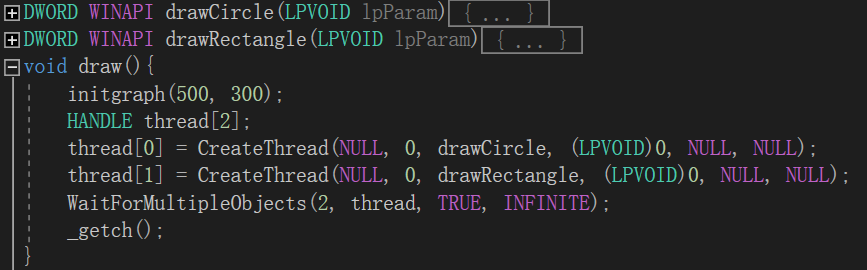 DWORD WINAPI drawCircle(LPVOID lpParam) { ... }
DWORD WINAPI drawRectangle(LPVOID lpParam) { ... }
void draw(){
    initgraph(500, 300);
    HANDLE thread[2];
    thread[0] = CreateThread(NULL, 0, drawCircle, (LPVOID)0, NULL, NULL);
    thread[1] = CreateThread(NULL, 0, drawRectangle, (LPVOID)0, NULL, NULL);
    WaitForMultipleObjects(2, thread, TRUE, INFINITE);
    _getch();
}